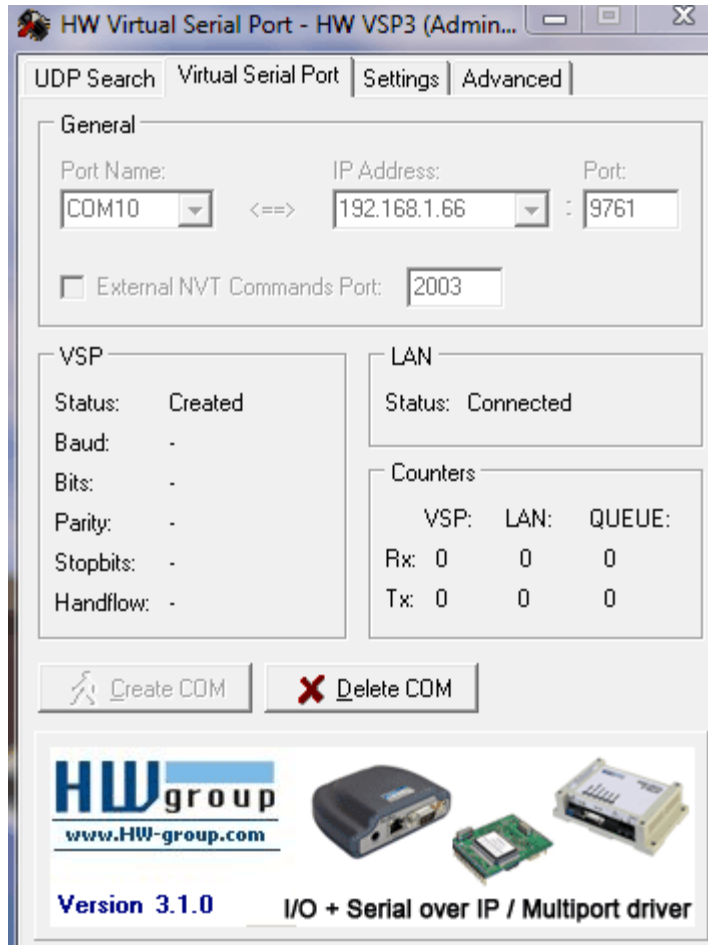 HW Virtual Serial Port - HW VSP3 (Admin...
UDP Search Virtual Serial Port Settings Advanced
General
Port Name: IP Address: Port:
COM10 <==> 192.168.1.66 : 9761
External NVT Commands Port: 2003
VSP
Status: Created
Baud: -
Bits: -
Parity: -
Stopbits: -
Handflow: -
LAN
Status: Connected
Counters
VSP: LAN: QUEUE:
Rx: 0 0 0
Tx: 0 0 0
Create COM Delete COM
HW group
www.HW-group.com
Version 3.1.0 I/O + Serial over IP / Multiport driver